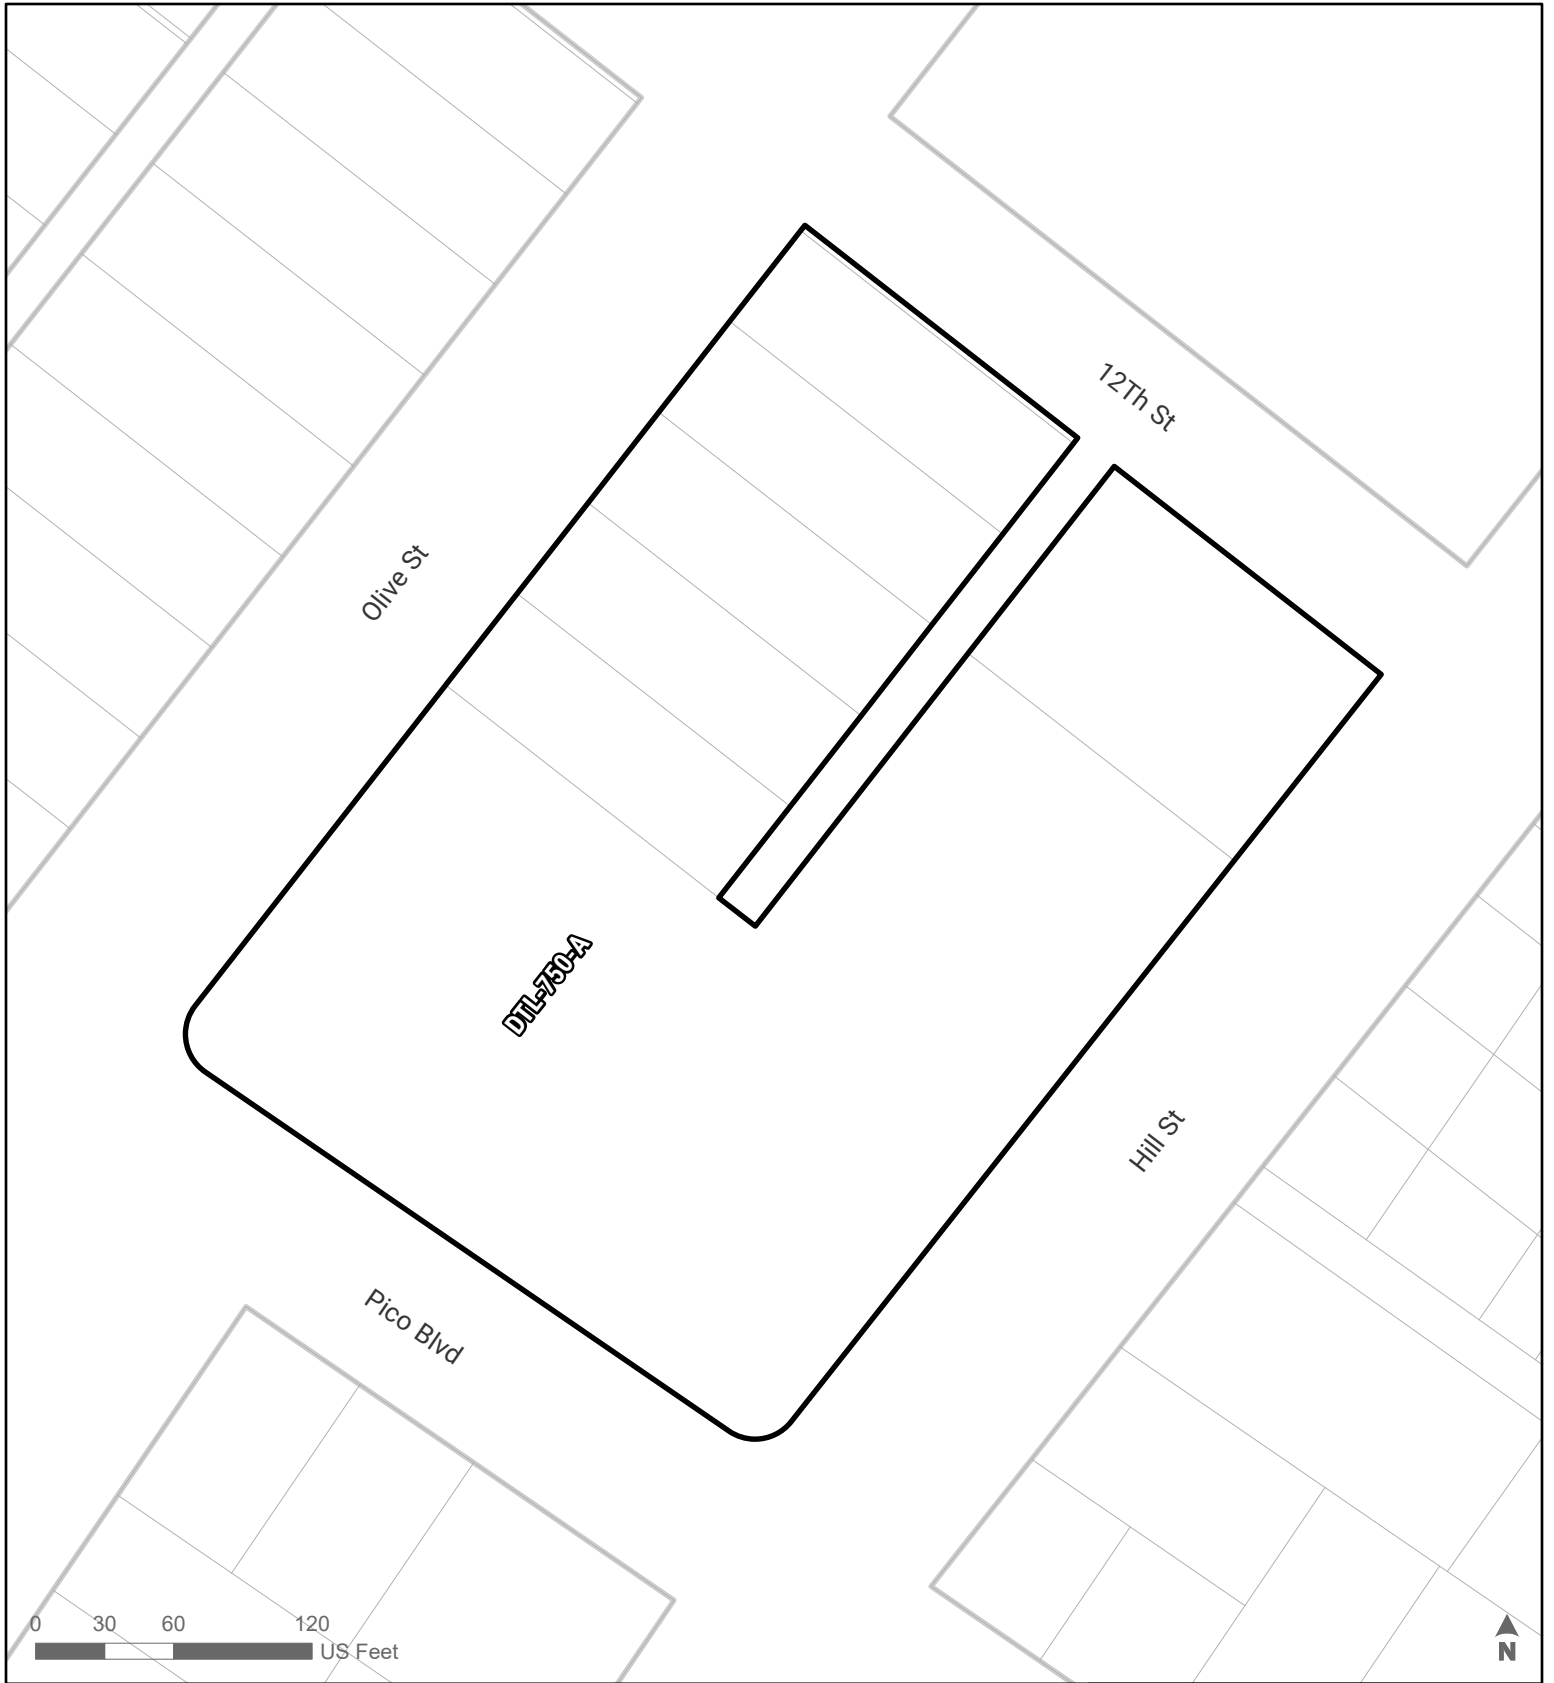 12Th St
Olive St
DTL-750-A
Hill St
Pico Blvd
0 30 60 120
US Feet
N